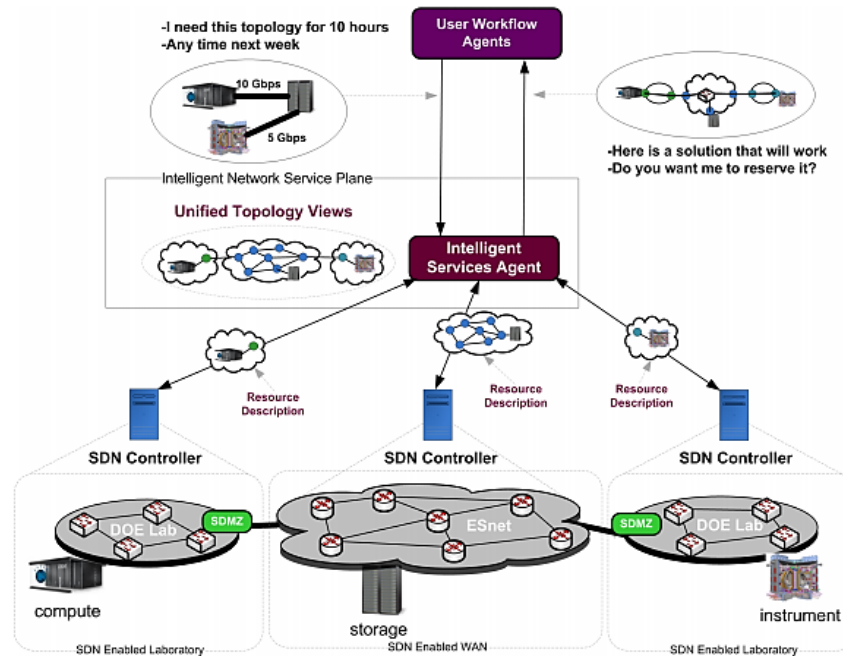 -I need this topology for 10 hours
-Any time next week
User Workflow
Agents
10 Gbps
5 Gbps
-Here is a solution that will work
-Do you want me to reserve it?
Intelligent Network Service Plane
Unified Topology Views
Intelligent
Services Agent
Resource
Description
Resource
Description
Resource
Description
SDN Controller
SDN Controller
SDN Controller
DOE Lab
SDMZ
ESnet
SDMZ
DOE Lab
compute
storage
instrument
SDN Enabled Laboratory
SDN Enabled WAN
SDN Enabled Laboratory